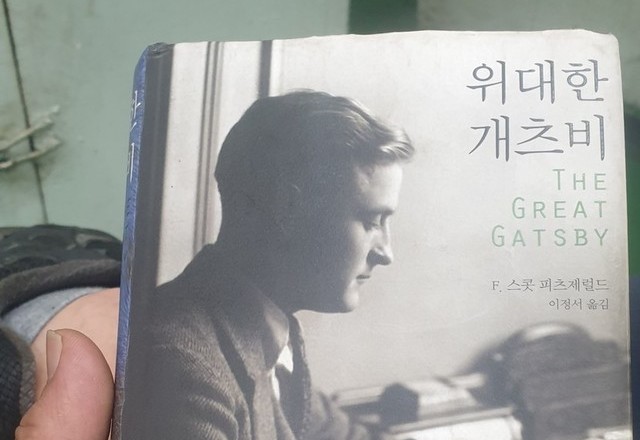 위대한
개츠비
THE
GREAT
GATSBY
F. 스콧 피츠제럴드
이정서 옮김